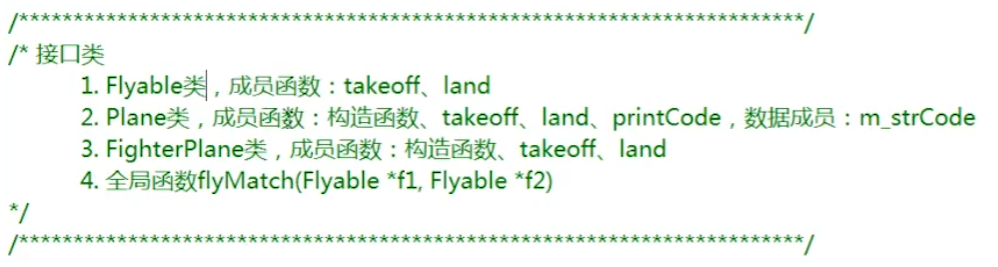 /************************************************************************/
/* 接口类
1. Flyable类，成员函数：takeoff、land
2. Plane类，成员函数：构造函数、takeoff、land、printCode，数据成员：m_strCode
3. FighterPlane类，成员函数：构造函数、takeoff、land
4. 全局函数flyMatch(Flyable *f1, Flyable *f2)
*/
/************************************************************************/